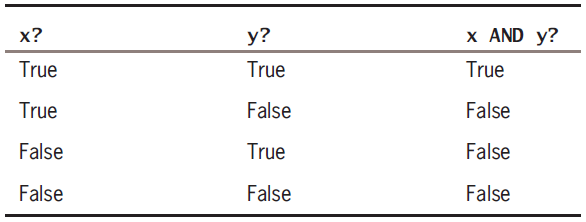 x? y? x AND y?
True True True
True False False
False True False
False False False